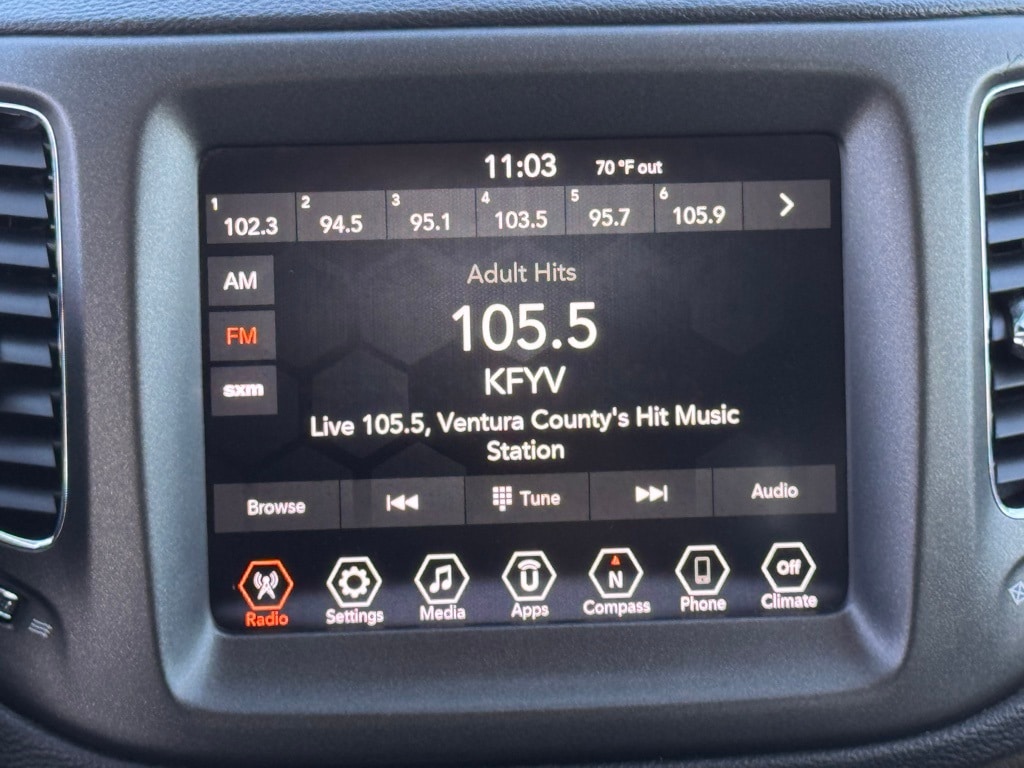 11:03 70 °F out
1 102.3 2 94.5 3 95.1 4 103.5 5 95.7 6 105.9
AM
FM
sxm
Adult Hits
105.5
KFYV
Live 105.5, Ventura County's Hit Music
Station
Browse Tune Audio
U N Off
Radio Settings Media Apps Compass Phone Climate